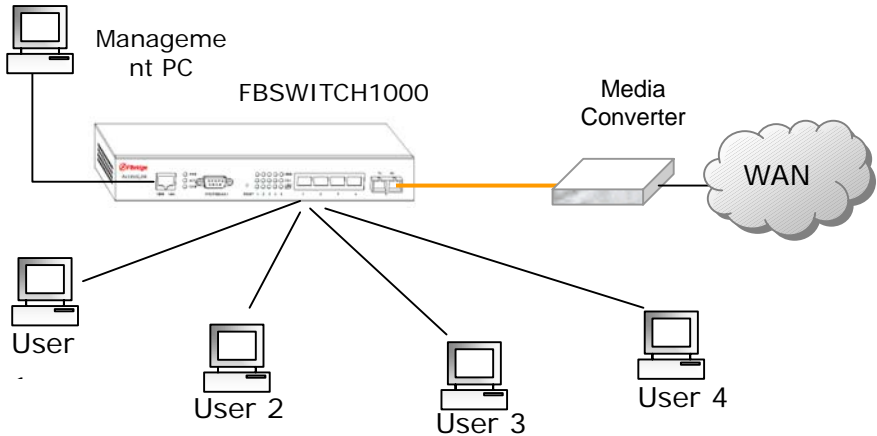 Manageme
nt PC
FBSWITCH1000
Media
Converter
WAN
User
User 2
User 3
User 4